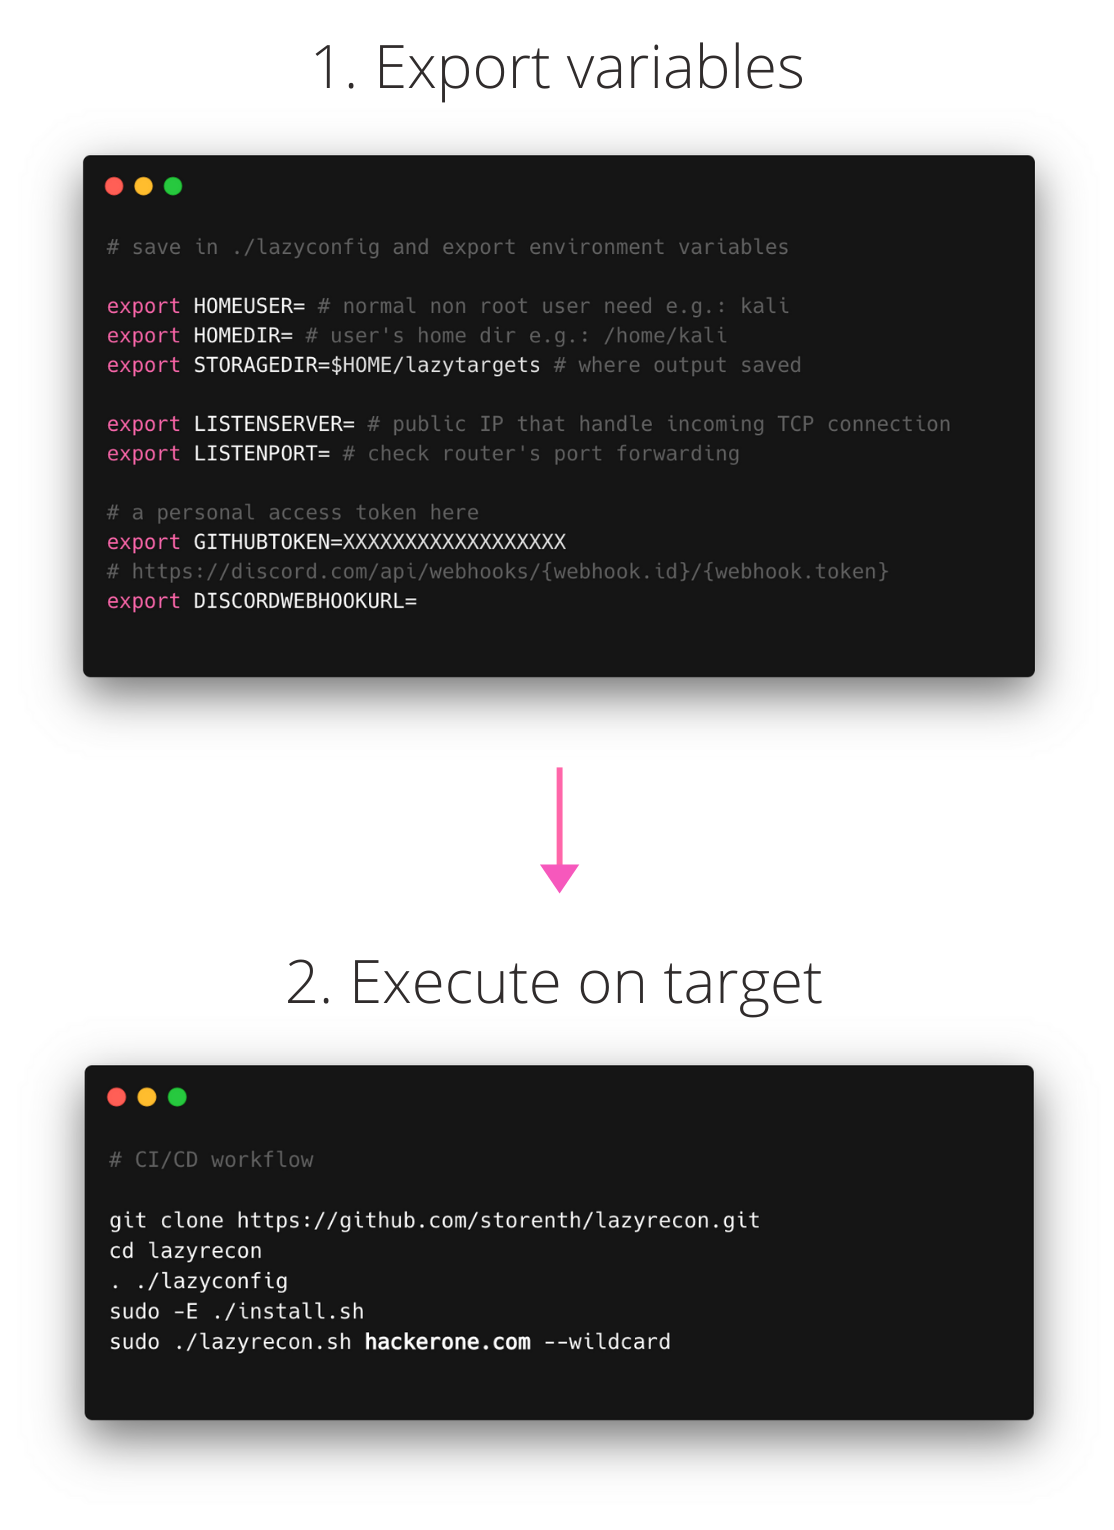 1. Export variables
# save in ./lazyconfig and export environment variables
export HOMEUSER= # normal non root user need e.g.: kali
export HOMEDIR= # user's home dir e.g.: /home/kali
export STORAGEDIR=$HOME/lazytargets # where output saved
export LISTENSERVER= # public IP that handle incoming TCP connection
export LISTENPORT= # check router's port forwarding
# a personal access token here
export GITHUBTOKEN=XXXXXXXXXXXXXXXXXX
# https://discord.com/api/webhooks/{webhook.id}/{webhook.token}
export DISCORDWEBHOOKURL=
2. Execute on target
# CI/CD workflow
git clone https://github.com/storenth/lazyrecon.git
cd lazyrecon
. ./lazyconfig
sudo -E ./install.sh
sudo ./lazyrecon.sh hackerone.com --wildcard